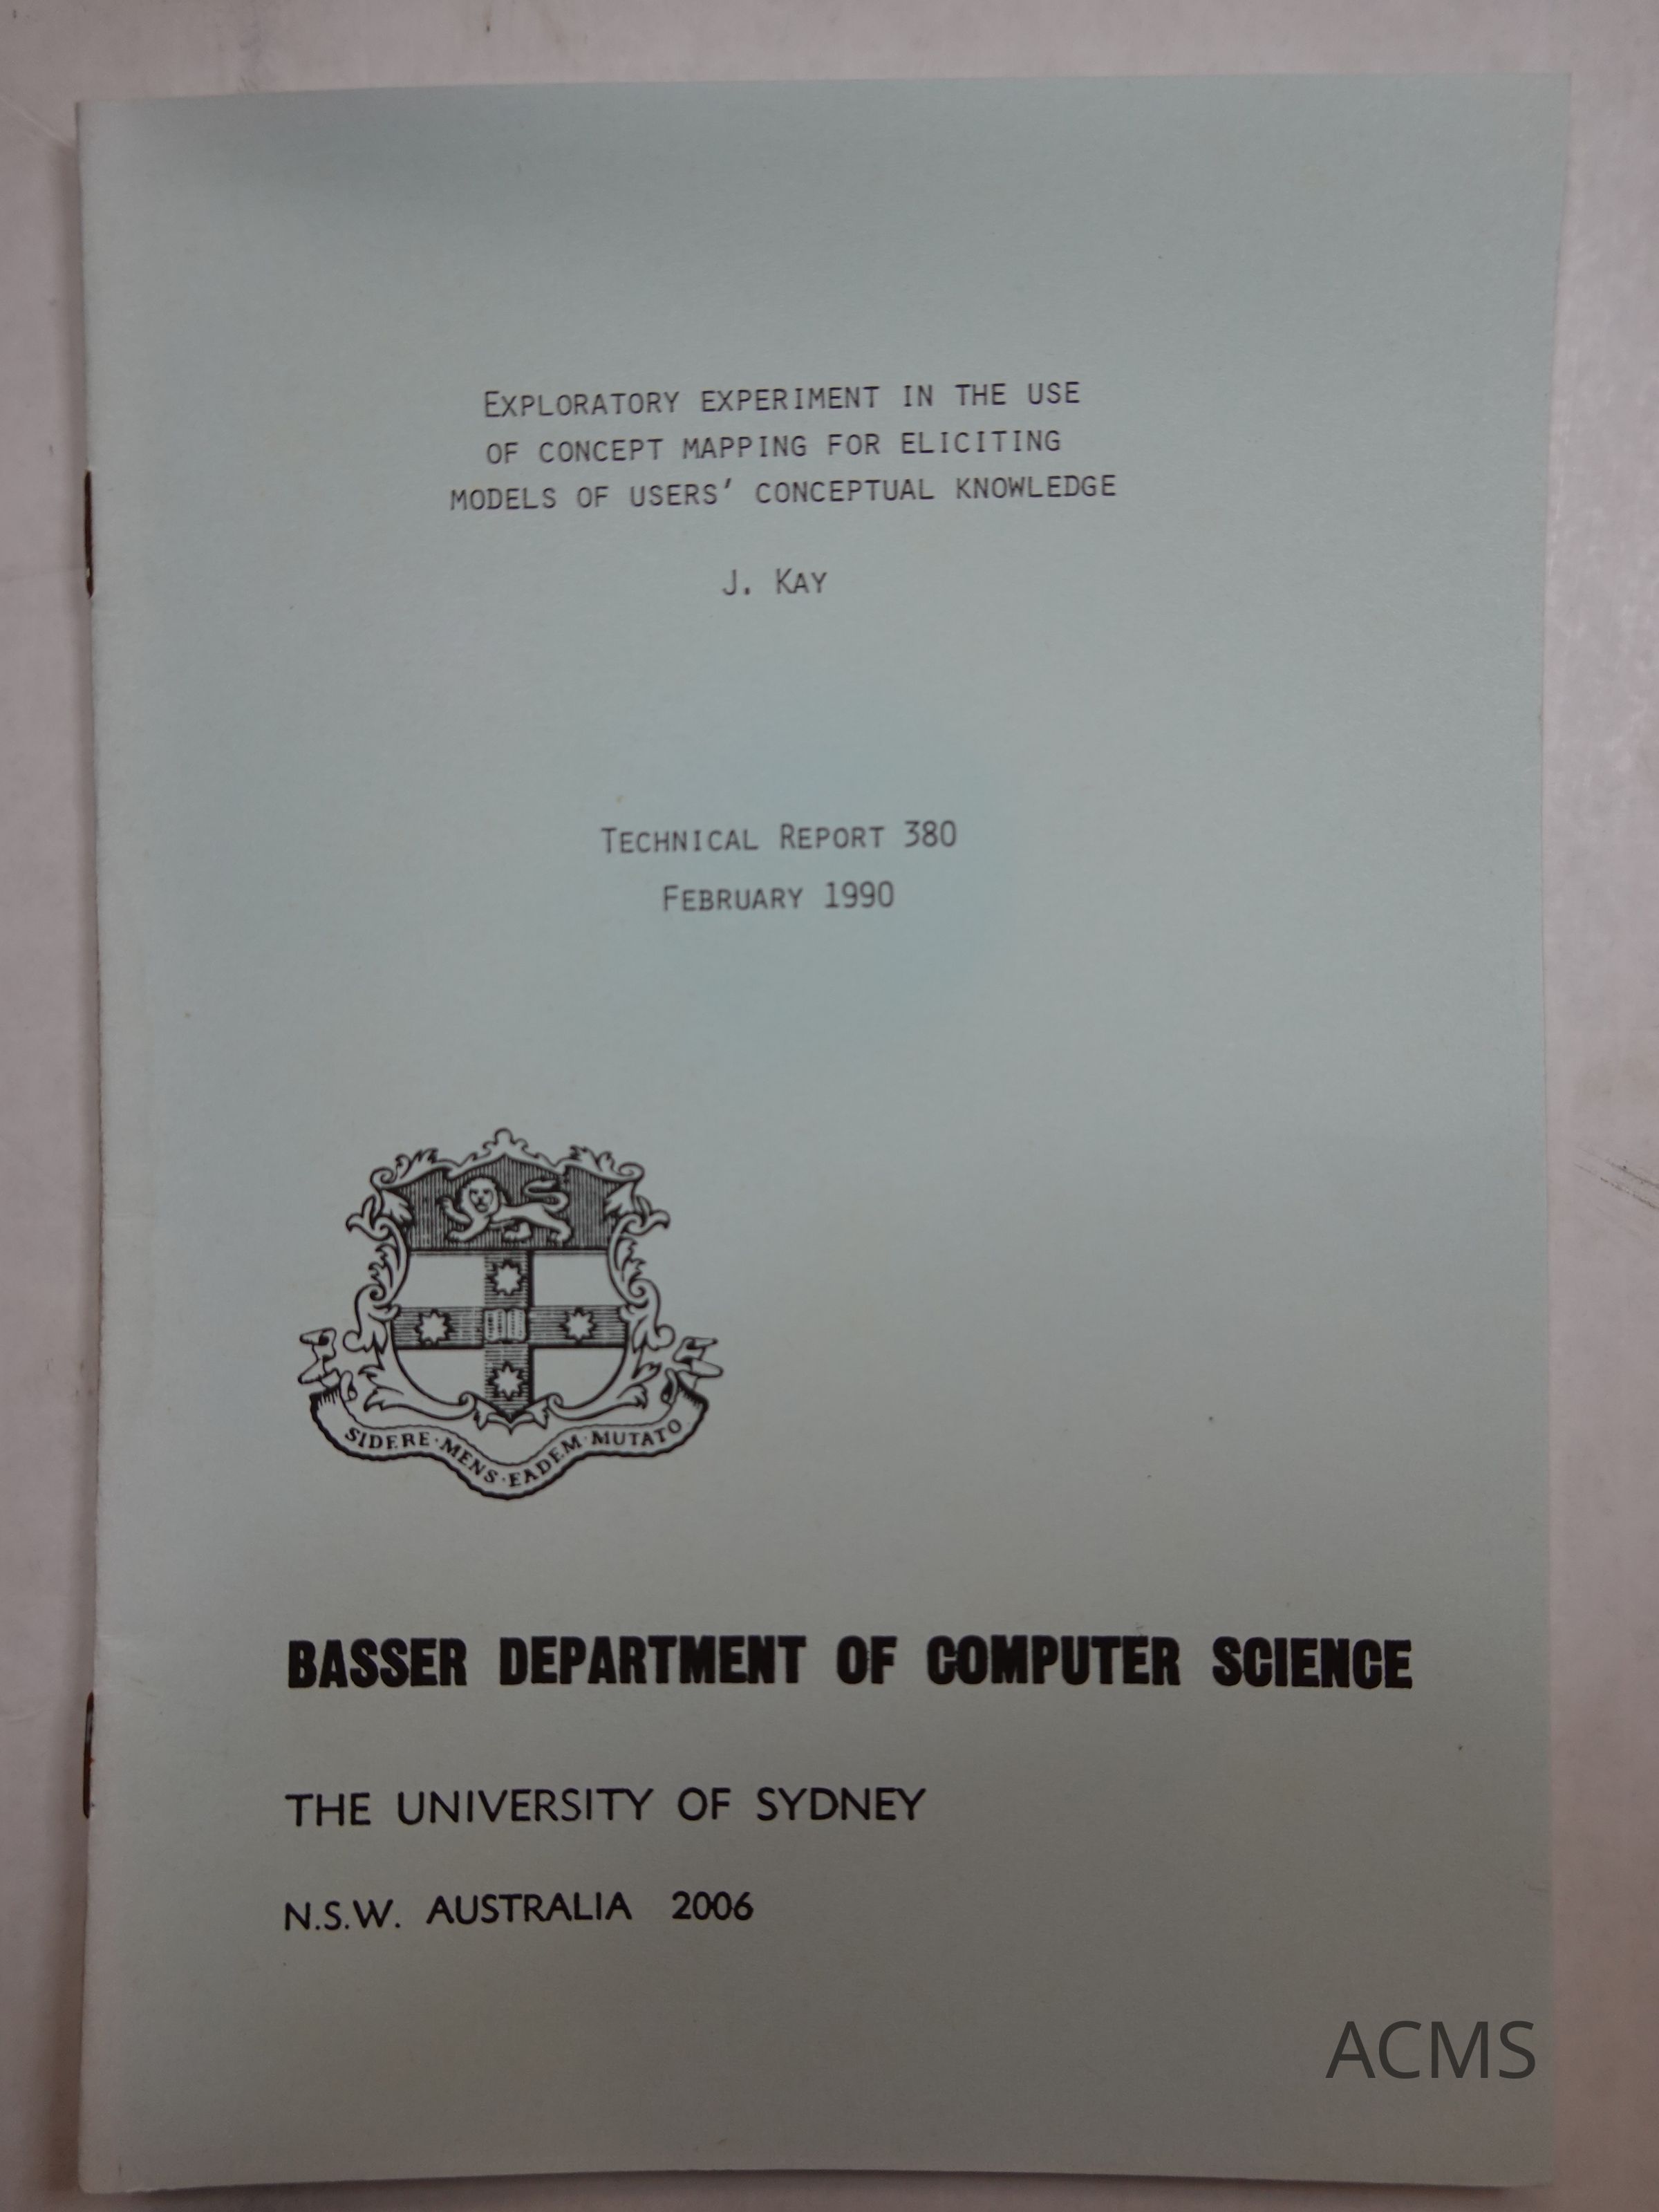 EXPLORATORY EXPERIMENT IN THE USE
OF CONCEPT MAPPING FOR ELICITING
MODELS OF USERS' CONCEPTUAL KNOWLEDGE
J. KAY
TECHNICAL REPORT 380
FEBRUARY 1990
SIDERE·MENS·EADEM·MUTATO
BASSER DEPARTMENT OF COMPUTER SCIENCE
THE UNIVERSITY OF SYDNEY
N.S.W. AUSTRALIA 2006
ACMS